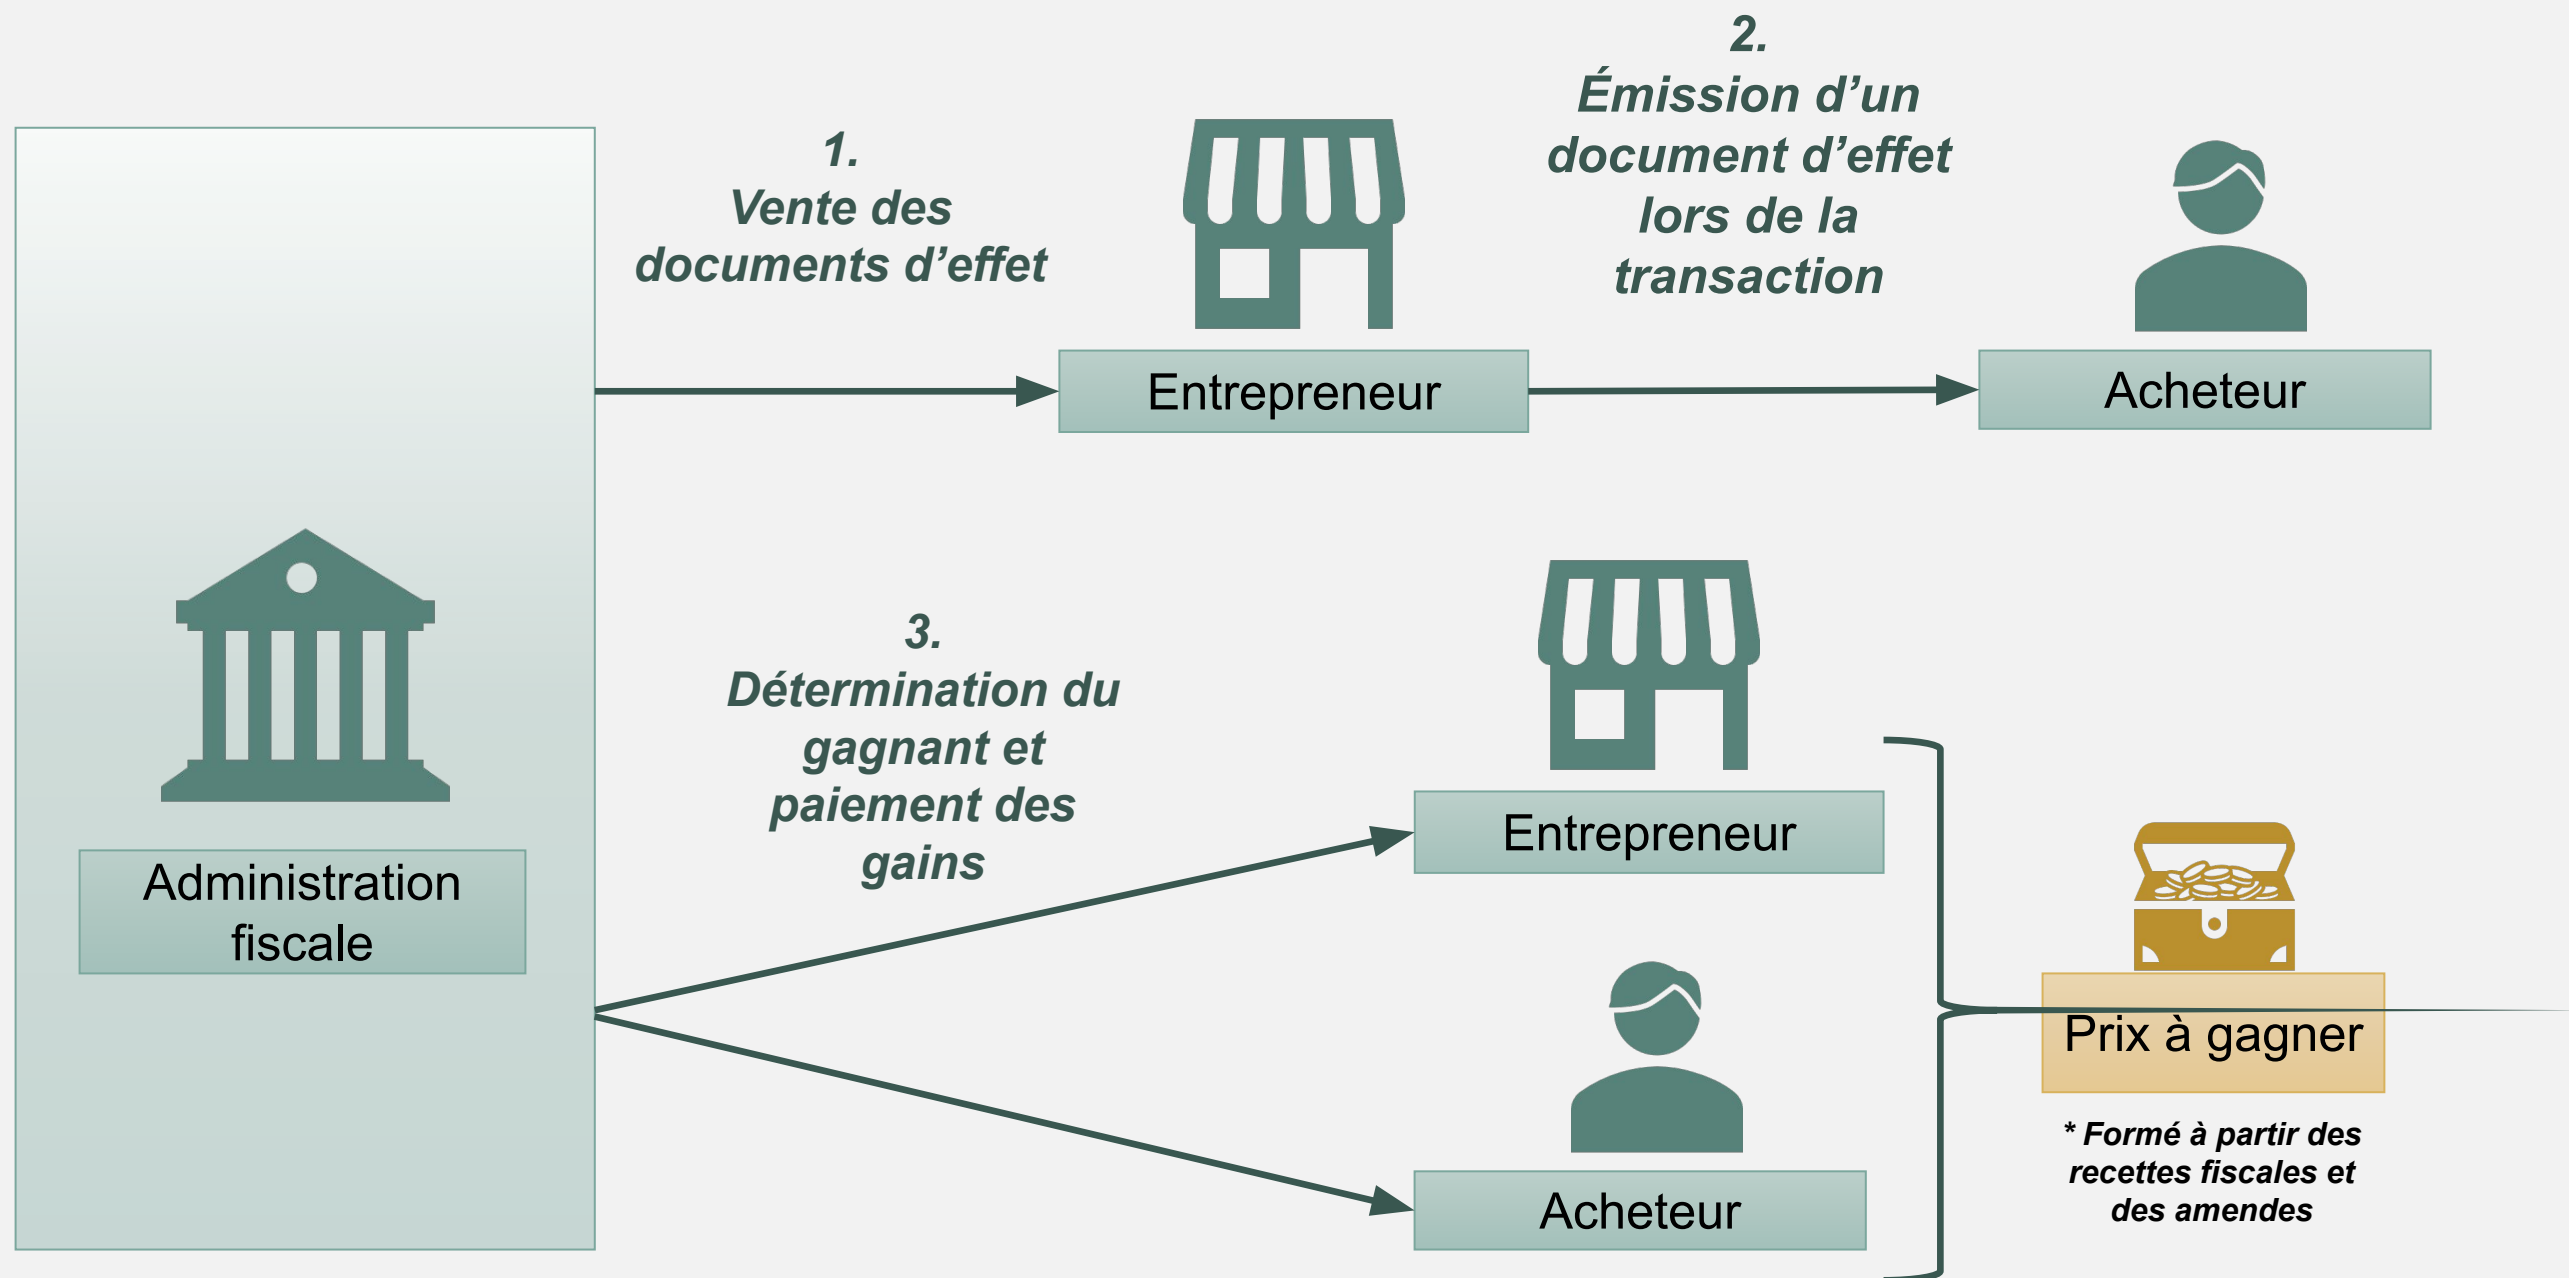 1.
Vente des
documents d’effet
2.
Émission d’un
document d’effet
lors de la
transaction
Entrepreneur
Acheteur
3.
Détermination du
gagnant et
paiement des
gains
Administration
fiscale
Entrepreneur
Acheteur
Prix à gagner
* Formé à partir des
recettes fiscales et
des amendes